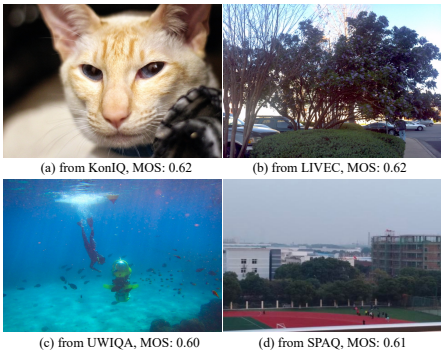 (a) from KonIQ, MOS: 0.62
(b) from LIVEC, MOS: 0.62
(c) from UWIQA, MOS: 0.60
(d) from SPAQ, MOS: 0.61